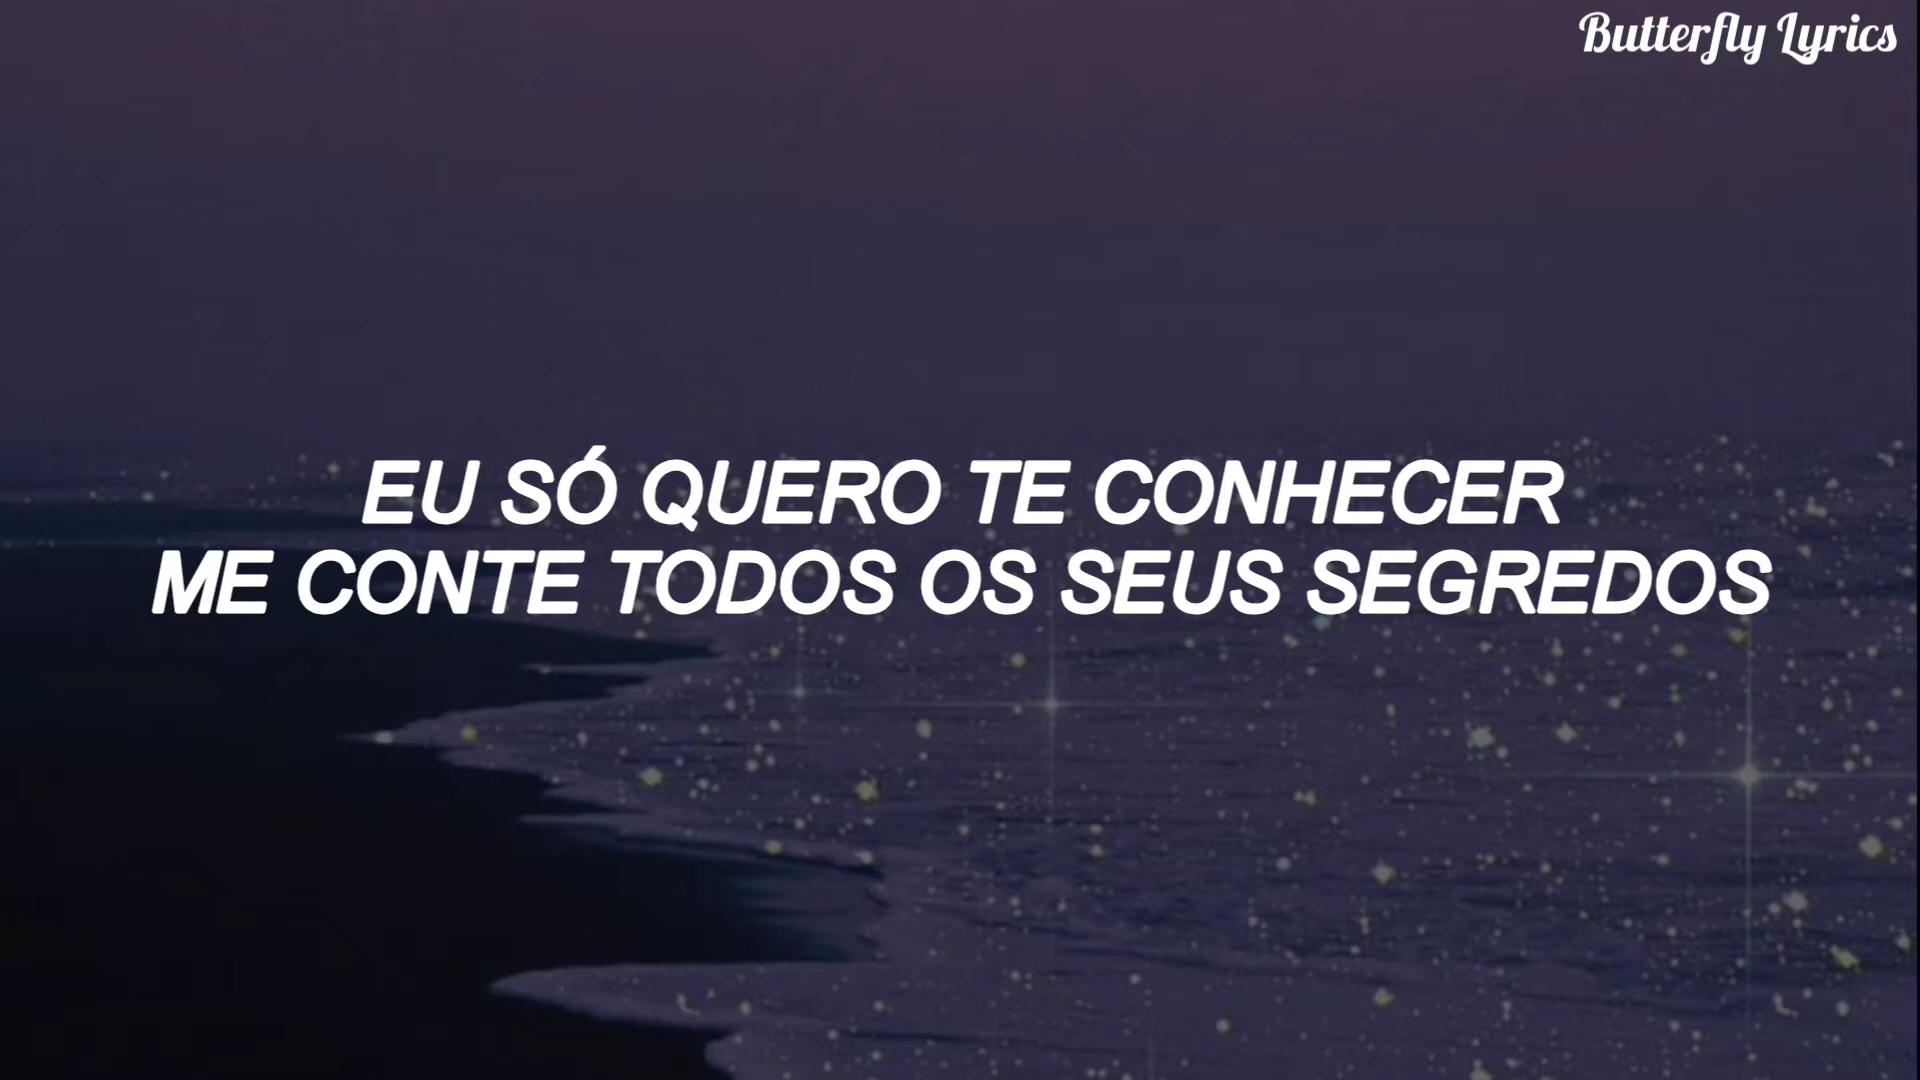 Butterfly Lyrics
EU SÓ QUERO TE CONHECER
ME CONTE TODOS OS SEUS SEGREDOS